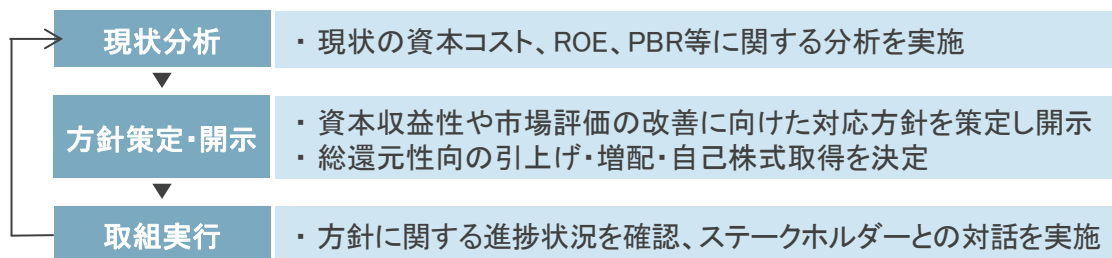 現状分析
・ 現状の資本コスト、ROE、PBR等に関する分析を実施
方針策定・開示
・ 資本収益性や市場評価の改善に向けた対応方針を策定し開示
・ 総還元性向の引上げ・増配・自己株式取得を決定
取組実行
・ 方針に関する進捗状況を確認、ステークホルダーとの対話を実施